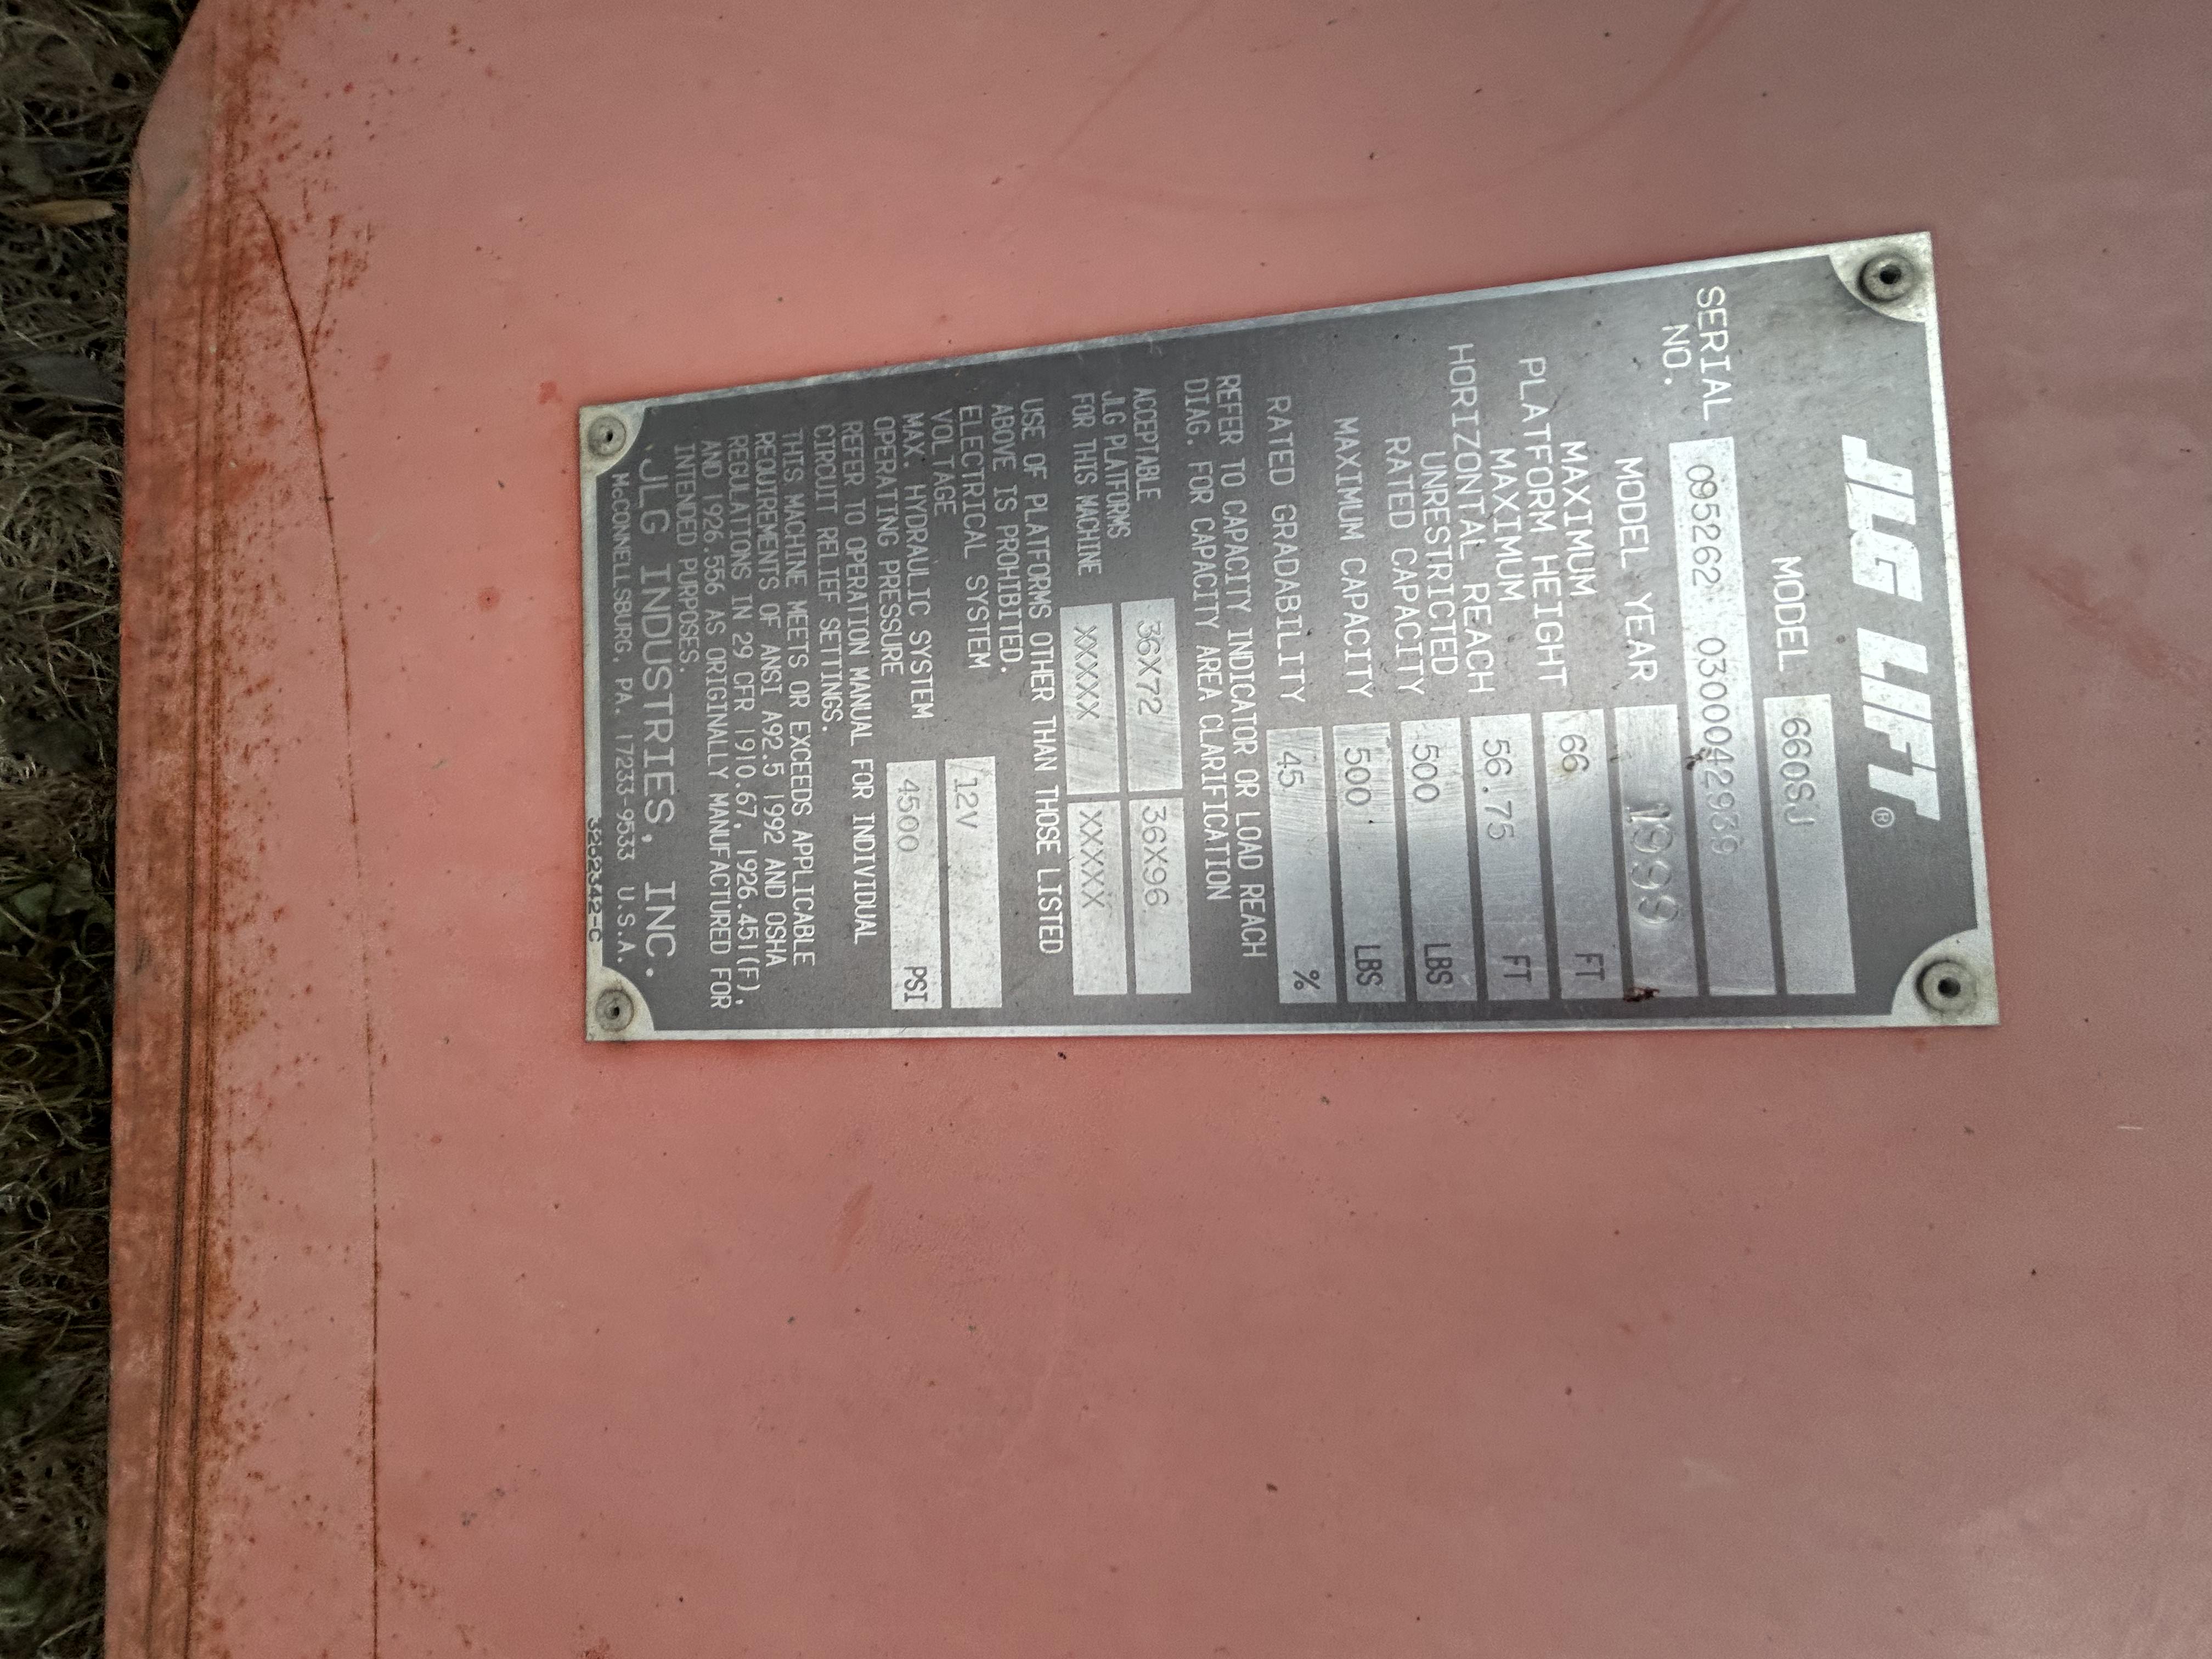 JLG LIFT®
MODEL 660SJ
SERIAL NO. 095262 0300042939
MODEL YEAR 1999
MAXIMUM
PLATFORM HEIGHT 66 FT
MAXIMUM
HORIZONTAL REACH 56.75 FT
UNRESTRICTED
RATED CAPACITY 500 LBS
MAXIMUM CAPACITY 500 LBS
RATED GRADABILITY 45 %
REFER TO CAPACITY INDICATOR OR LOAD REACH
DIAG. FOR CAPACITY AREA CLARIFICATION
ACCEPTABLE
JLG PLATFORMS
FOR THIS MACHINE
36X72 36X96
XXXXX XXXXX
USE OF PLATFORMS OTHER THAN THOSE LISTED
ABOVE IS PROHIBITED.
ELECTRICAL SYSTEM
VOLTAGE 12V
MAX. HYDRAULIC SYSTEM
OPERATING PRESSURE 4500 PSI
REFER TO OPERATION MANUAL FOR INDIVIDUAL
CIRCUIT RELIEF SETTINGS.
THIS MACHINE MEETS OR EXCEEDS APPLICABLE
REQUIREMENTS OF ANSI A92.5 1992 AND OSHA
REGULATIONS IN 29 CFR 1910.67, 1926.451(F),
AND 1926.556 AS ORIGINALLY MANUFACTURED FOR
INTENDED PURPOSES.
JLG INDUSTRIES, INC.
McCONNELLSBURG, PA. 17233-9533 U.S.A.